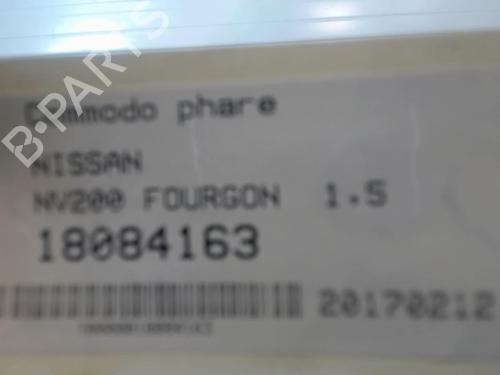 Commodo phare
NISSAN
NV200 FOURGON 1.5
18084163
20170212
B-PARTS